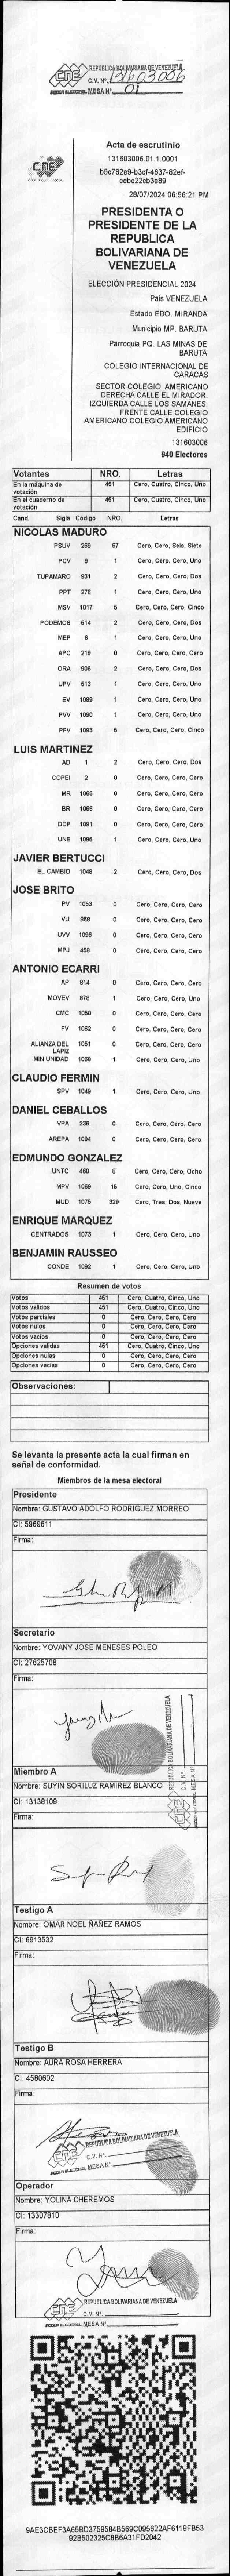 REPUBLICA BOLIVARIANA DE VENEZUELA
CNE C.V. Nº. 131603006
PODER ELECTORAL MESA Nº 01
CNE
Acta de escrutinio
131603006.01.1.0001
b5c782e9-b3cf-4637-82ef-
cebc22cb3e89
28/07/2024 06:56:21 PM
PRESIDENTA O
PRESIDENTE DE LA
REPUBLICA
BOLIVARIANA DE
VENEZUELA
ELECCIÓN PRESIDENCIAL 2024
País VENEZUELA
Estado EDO. MIRANDA
Municipio MP. BARUTA
Parroquia PQ. LAS MINAS DE
BARUTA
COLEGIO INTERNACIONAL DE
CARACAS
SECTOR COLEGIO AMERICANO
DERECHA CALLE EL MIRADOR.
IZQUIERDA CALLE LOS SAMANES.
FRENTE CALLE COLEGIO
AMERICANO COLEGIO AMERICANO
EDIFICIO
131603006
940 Electores
Votantes NRO. Letras
En la máquina de votación 451 Cero, Cuatro, Cinco, Uno
En el cuaderno de votación 451 Cero, Cuatro, Cinco, Uno
Cand. Sigla Código NRO. Letras
NICOLAS MADURO
PSUV 269 67 Cero, Cero, Seis, Siete
PCV 9 1 Cero, Cero, Cero, Uno
TUPAMARO 931 2 Cero, Cero, Cero, Dos
PPT 276 1 Cero, Cero, Cero, Uno
MSV 1017 5 Cero, Cero, Cero, Cinco
PODEMOS 514 2 Cero, Cero, Cero, Dos
MEP 6 1 Cero, Cero, Cero, Uno
APC 219 0 Cero, Cero, Cero, Cero
ORA 906 2 Cero, Cero, Cero, Dos
UPV 513 1 Cero, Cero, Cero, Uno
EV 1089 1 Cero, Cero, Cero, Uno
PVV 1090 1 Cero, Cero, Cero, Uno
PFV 1093 5 Cero, Cero, Cero, Cinco
LUIS MARTINEZ
AD 1 2 Cero, Cero, Cero, Dos
COPEI 2 0 Cero, Cero, Cero, Cero
MR 1065 0 Cero, Cero, Cero, Cero
BR 1066 0 Cero, Cero, Cero, Cero
DDP 1091 0 Cero, Cero, Cero, Cero
UNE 1095 1 Cero, Cero, Cero, Uno
JAVIER BERTUCCI
EL CAMBIO 1048 2 Cero, Cero, Cero, Dos
JOSE BRITO
PV 1053 0 Cero, Cero, Cero, Cero
VU 868 0 Cero, Cero, Cero, Cero
UVV 1096 0 Cero, Cero, Cero, Cero
MPJ 458 0 Cero, Cero, Cero, Cero
ANTONIO ECARRI
AP 814 0 Cero, Cero, Cero, Cero
MOVEV 878 1 Cero, Cero, Cero, Uno
CMC 1050 0 Cero, Cero, Cero, Cero
FV 1052 0 Cero, Cero, Cero, Cero
ALIANZA DEL LAPIZ 1051 0 Cero, Cero, Cero, Cero
MIN UNIDAD 1068 1 Cero, Cero, Cero, Uno
CLAUDIO FERMIN
SPV 1049 1 Cero, Cero, Cero, Uno
DANIEL CEBALLOS
VPA 236 0 Cero, Cero, Cero, Cero
AREPA 1094 0 Cero, Cero, Cero, Cero
EDMUNDO GONZALEZ
UNTC 460 8 Cero, Cero, Cero, Ocho
MPV 1069 15 Cero, Cero, Uno, Cinco
MUD 1075 329 Cero, Tres, Dos, Nueve
ENRIQUE MARQUEZ
CENTRADOS 1073 1 Cero, Cero, Cero, Uno
BENJAMIN RAUSSEO
CONDE 1092 1 Cero, Cero, Cero, Uno
Resumen de votos
Votos 451 Cero, Cuatro, Cinco, Uno
Votos validos 451 Cero, Cuatro, Cinco, Uno
Votos parciales 0 Cero, Cero, Cero, Cero
Votos nulos 0 Cero, Cero, Cero, Cero
Votos vacios 0 Cero, Cero, Cero, Cero
Opciones validas 451 Cero, Cuatro, Cinco, Uno
Opciones nulas 0 Cero, Cero, Cero, Cero
Opciones vacias 0 Cero, Cero, Cero, Cero
Observaciones:
Se levanta la presente acta la cual firman en
señal de conformidad.
Miembros de la mesa electoral
Presidente
Nombre: GUSTAVO ADOLFO RODRIGUEZ MORREO
CI: 5969611
Firma:
Secretario
Nombre: YOVANY JOSE MENESES POLEO
CI: 27625708
Firma:
REPUBLICA BOLIVARIANA DE VENEZUELA
CNE C.V. Nº.
PODER ELECTORAL MESA Nº
Miembro A
Nombre: SUYIN SORILUZ RAMIREZ BLANCO
CI: 13138109
Firma:
Testigo A
Nombre: OMAR NOEL ÑAÑEZ RAMOS
CI: 6913532
Firma:
Testigo B
Nombre: AURA ROSA HERRERA
CI: 4580602
Firma:
REPUBLICA BOLIVARIANA DE VENEZUELA
CNE C.V. Nº.
PODER ELECTORAL MESA Nº
Operador
Nombre: YOLINA CHEREMOS
CI: 13307810
Firma:
REPUBLICA BOLIVARIANA DE VENEZUELA
CNE C.V. Nº.
PODER ELECTORAL MESA Nº
9AE3CBEF3A65BD3759584B569C095622AF6119FB53
92B502325C8B6A31FD2042